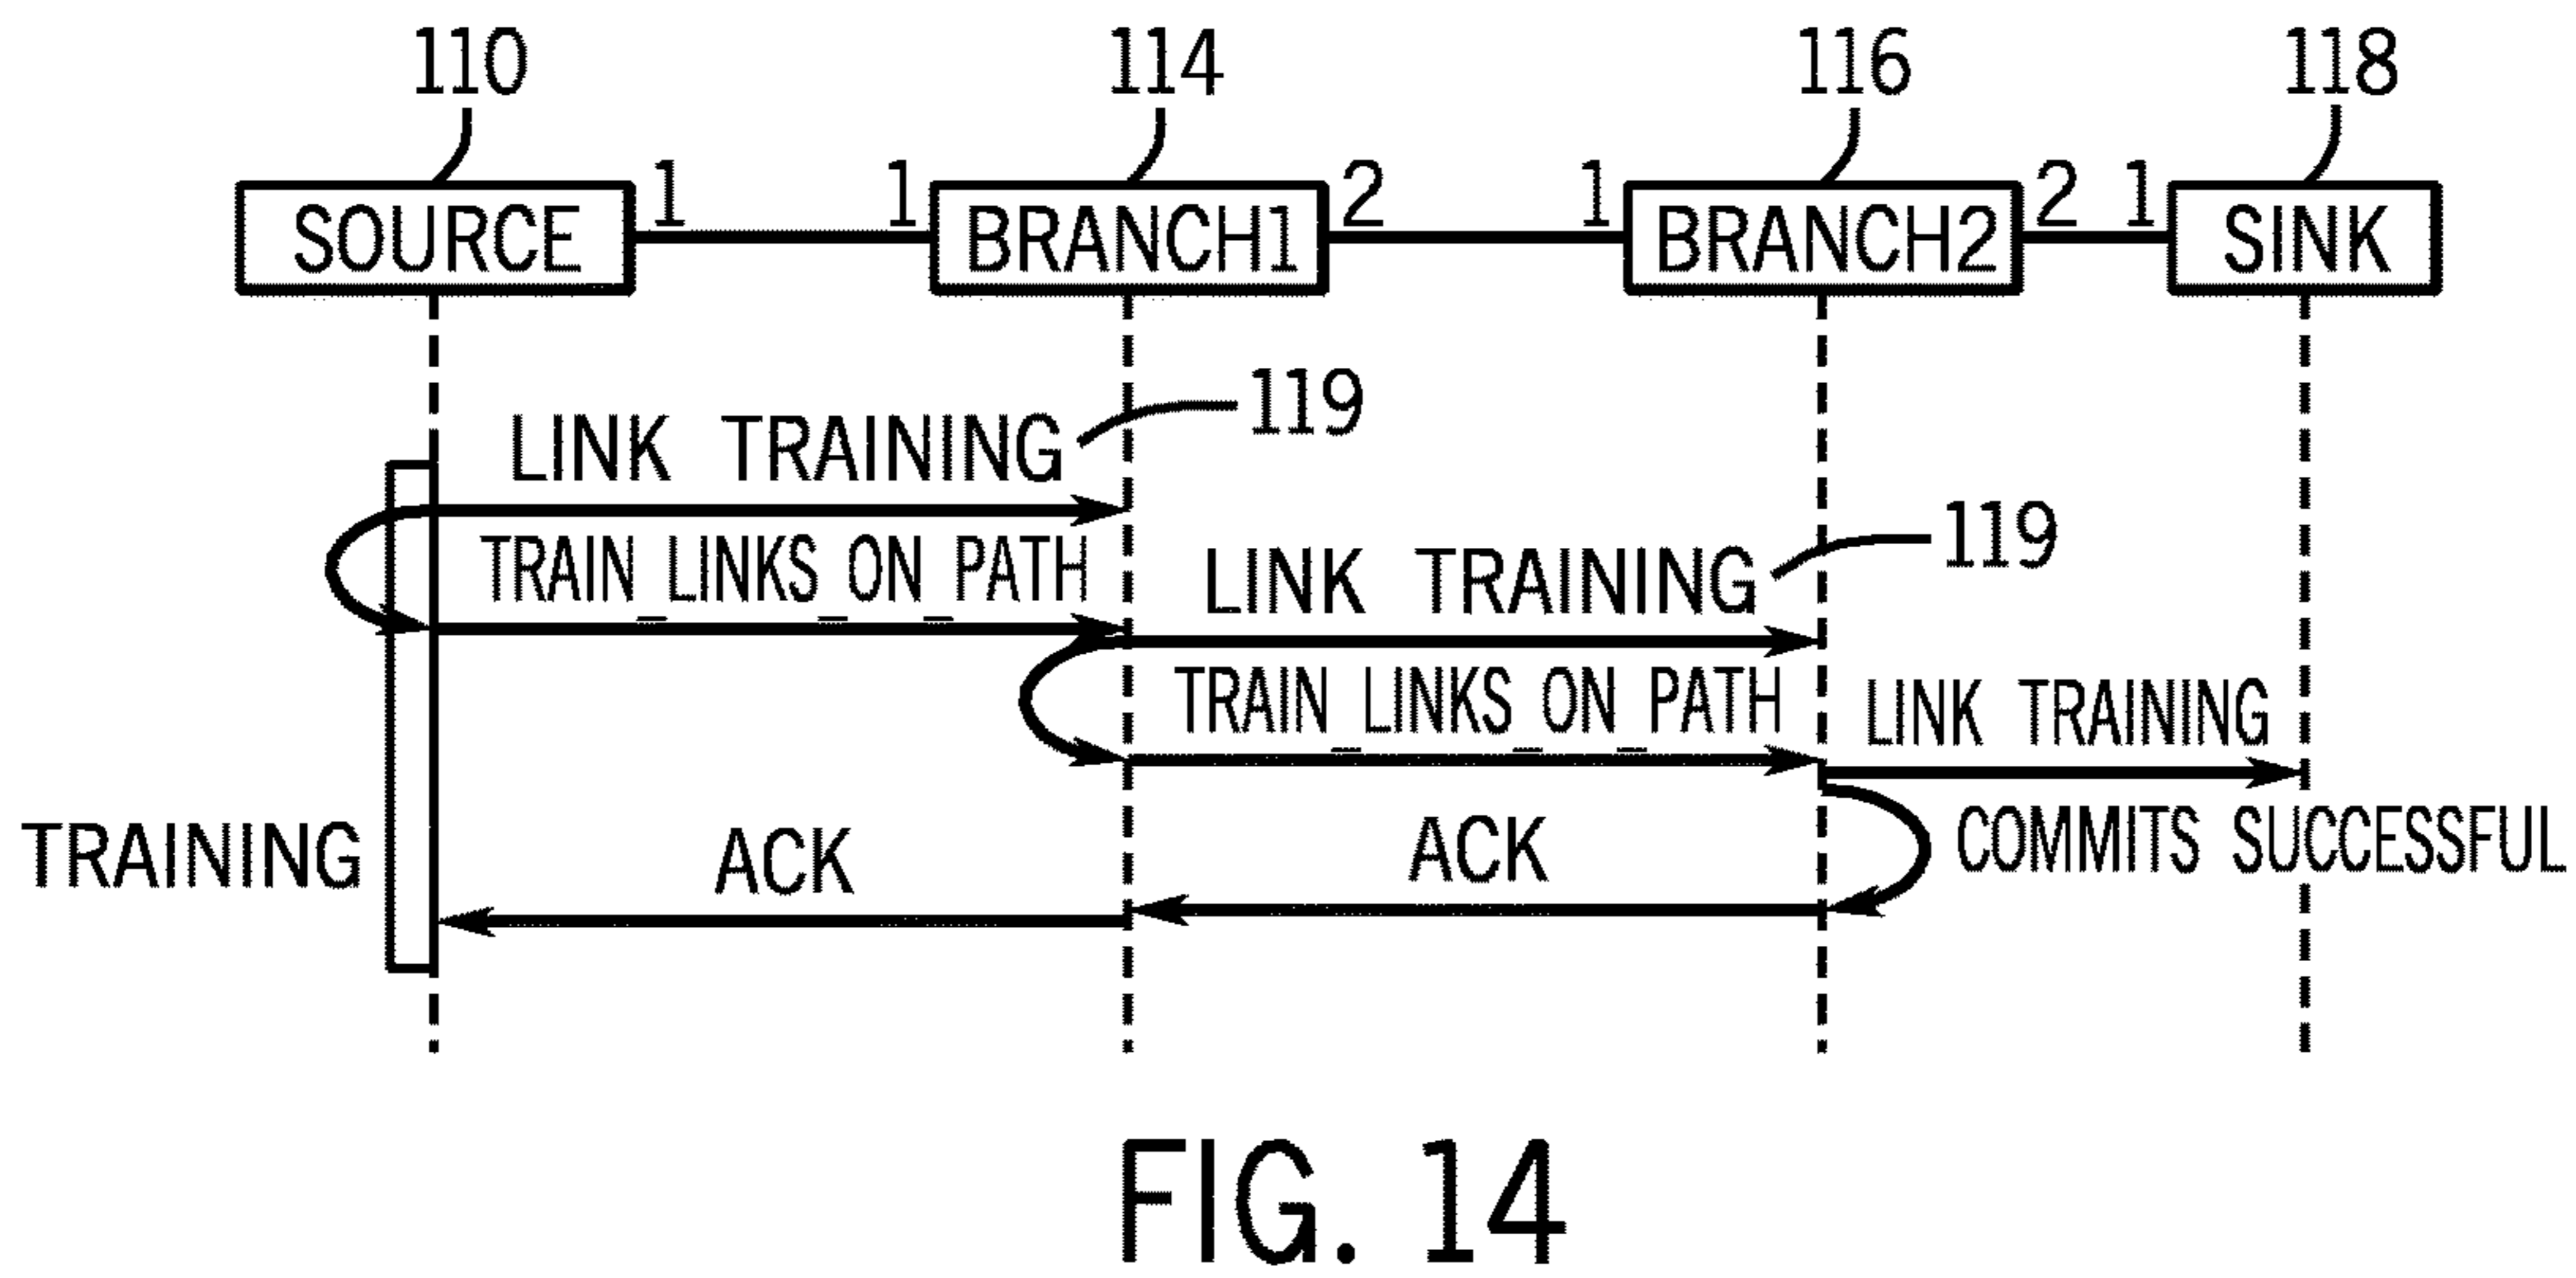 110 114 116 118
SOURCE 1 1 BRANCH1 2 1 BRANCH2 2 1 SINK
119
LINK TRAINING
119
TRAIN_LINKS_ON_PATH
LINK TRAINING
TRAIN_LINKS_ON_PATH
LINK TRAINING
TRAINING ACK ACK COMMITS SUCCESSFUL
FIG. 14